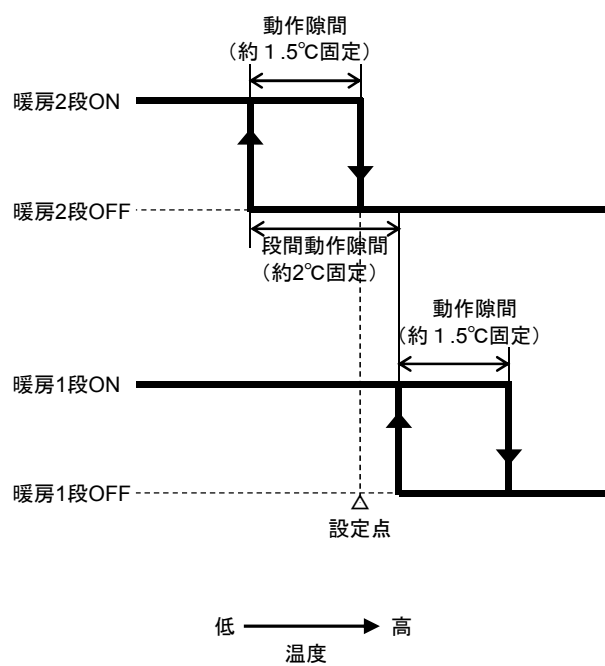 動作隙間
(約１.5℃固定)
暖房2段ON
暖房2段OFF
段間動作隙間
(約2℃固定)
動作隙間
(約１.5℃固定)
暖房1段ON
暖房1段OFF
設定点
低 高
温度